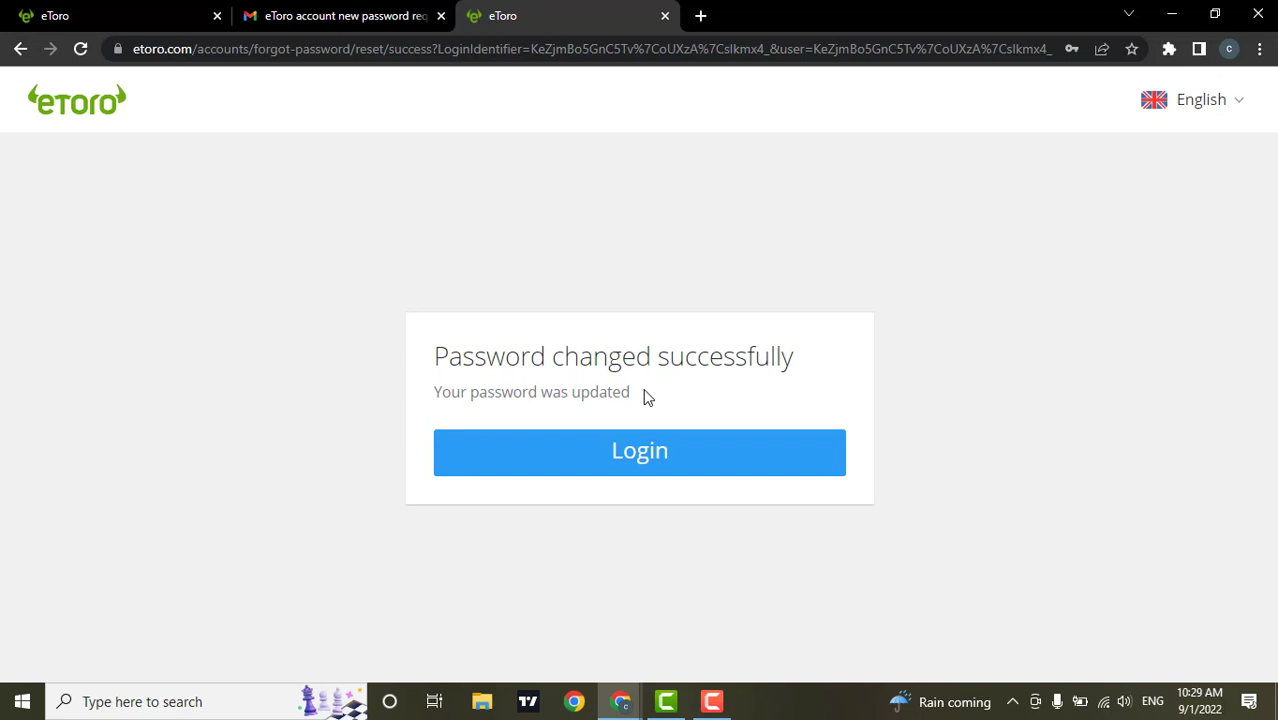 eToro
eToro account new password req
eToro
etoro.com/accounts/forgot-password/reset/success?LoginIdentifier=KeZjmBo5GnC5Tv%7CoUXzA%7Cslkmx4_&user=KeZjmBo5GnC5Tv%7CoUXzA%7Cslkmx4_
c
eToro
English
Password changed successfully
Your password was updated
Login
Type here to search
Rain coming
ENG
10:29 AM
9/1/2022